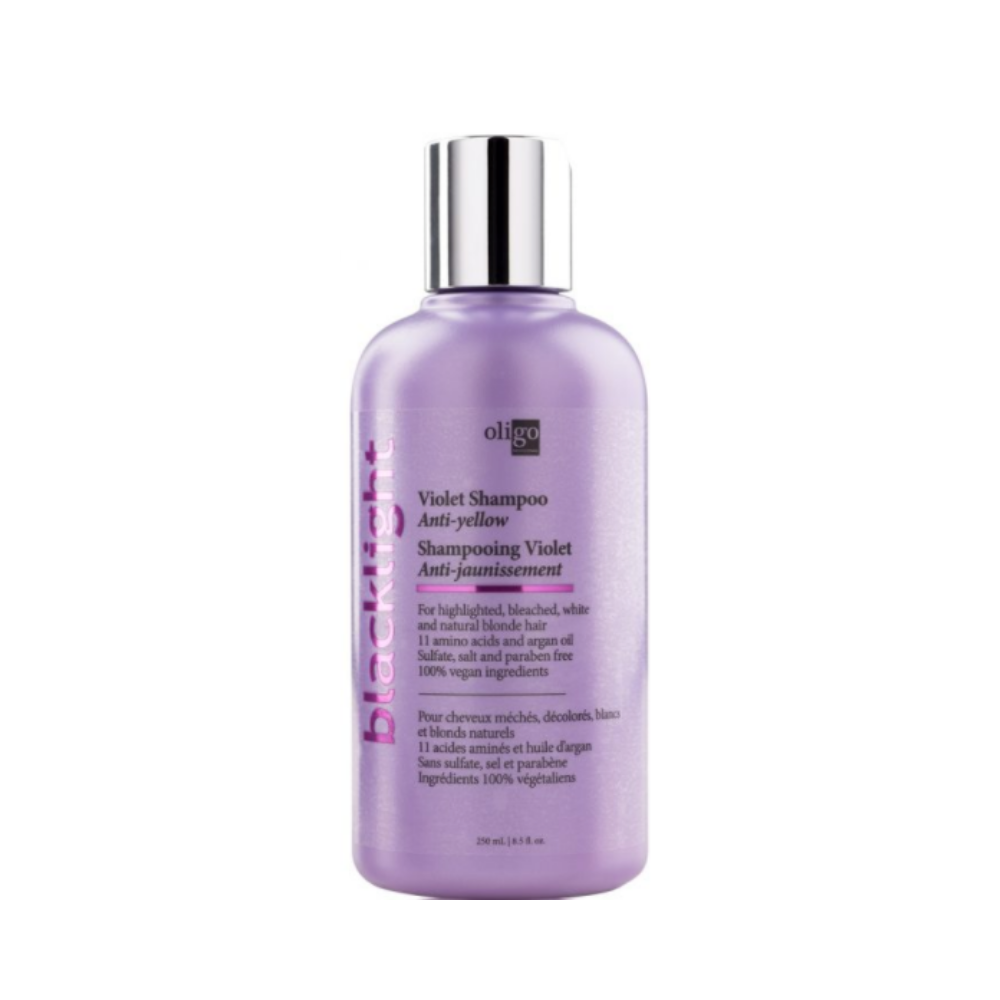 oligo
blacklight
Violet Shampoo
Anti-yellow
Shampooing Violet
Anti-jaunissement
For highlighted, bleached, white
and natural blonde hair
11 amino acids and argan oil
Sulfate, salt and paraben free
100% vegan ingredients
Pour cheveux méchés, décolorés, blancs
et blonds naturels
11 acides aminés et huile d'argan
Sans sulfate, sel et parabène
Ingrédients 100% végétaliens
250 mL | 8.5 fl. oz.